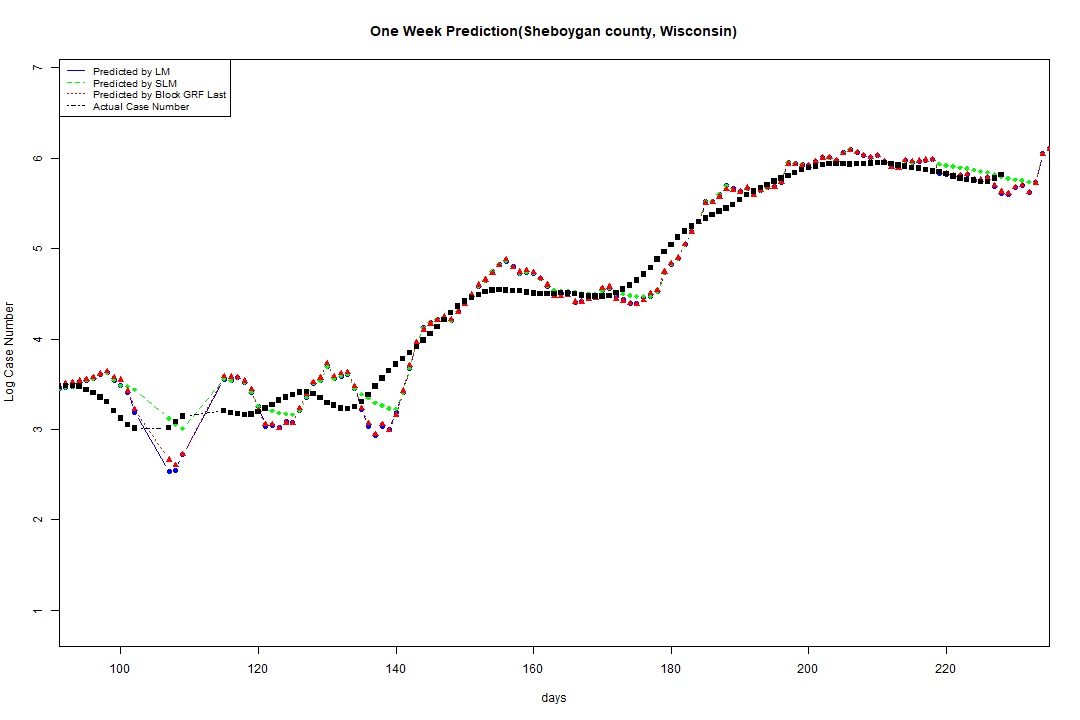 One Week Prediction(Sheboygan county, Wisconsin)
7
Predicted by LM
Predicted by SLM
Predicted by Block GRF Last
Actual Case Number
6
5
4
3
2
1
Log Case Number
100 120 140 160 180 200 220
days